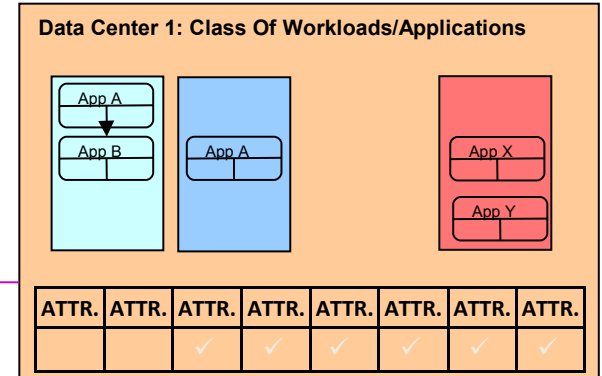 Data Center 1: Class Of Workloads/Applications
App A
App B
App A
App X
App Y
ATTR. ATTR. ATTR. ATTR. ATTR. ATTR. ATTR. ATTR.
✓ ✓ ✓ ✓ ✓ ✓